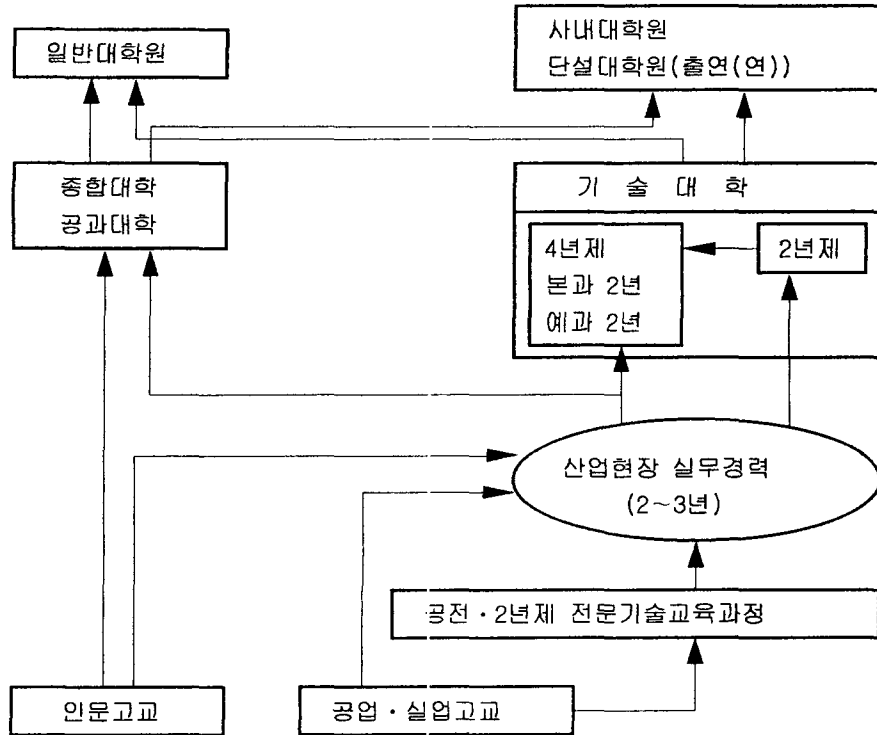 일반대학원
사내대학원
단설대학원(출연(연))
종합대학
공과대학
기 술 대 학
4년제
본과 2년
예과 2년
2년제
산업현장 실무경력
(2~3년)
공전・2년제 전문기술교육과정
인문고교
공업・실업고교